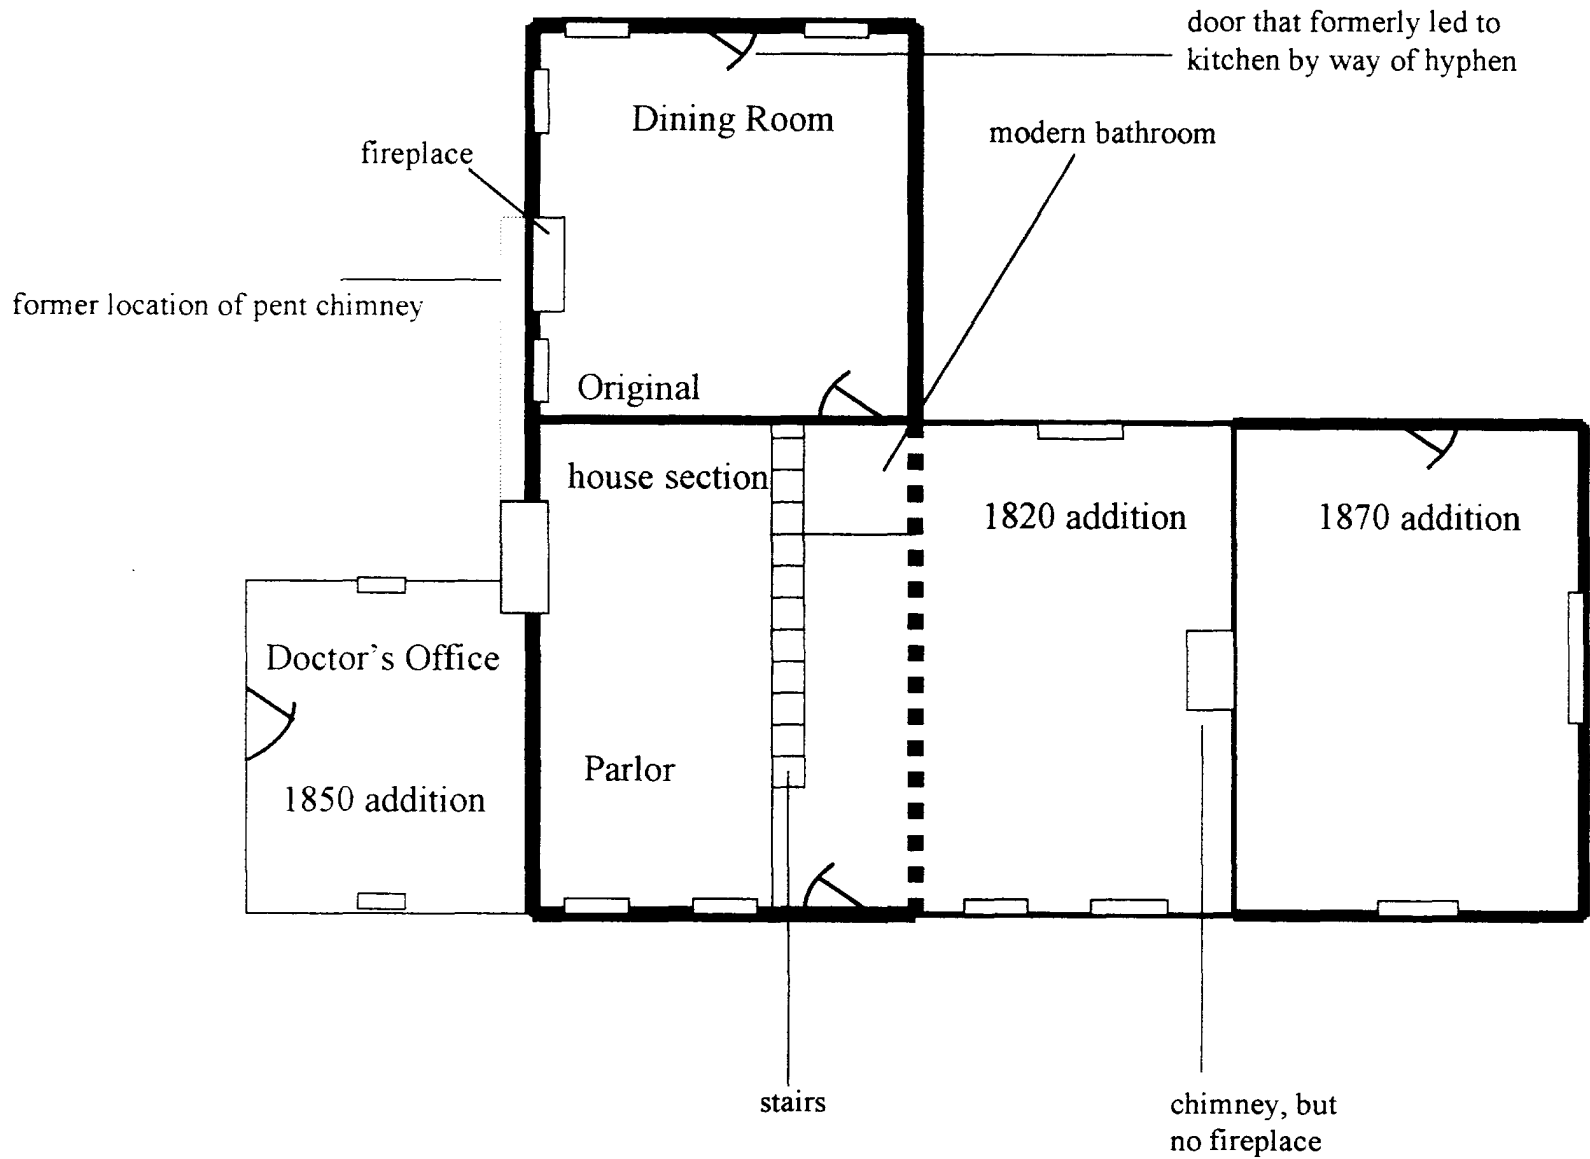 door that formerly led to
kitchen by way of hyphen
Dining Room
modern bathroom
fireplace
former location of pent chimney
Original
house section
1820 addition
1870 addition
Doctor's Office
Parlor
1850 addition
stairs
chimney, but
no fireplace